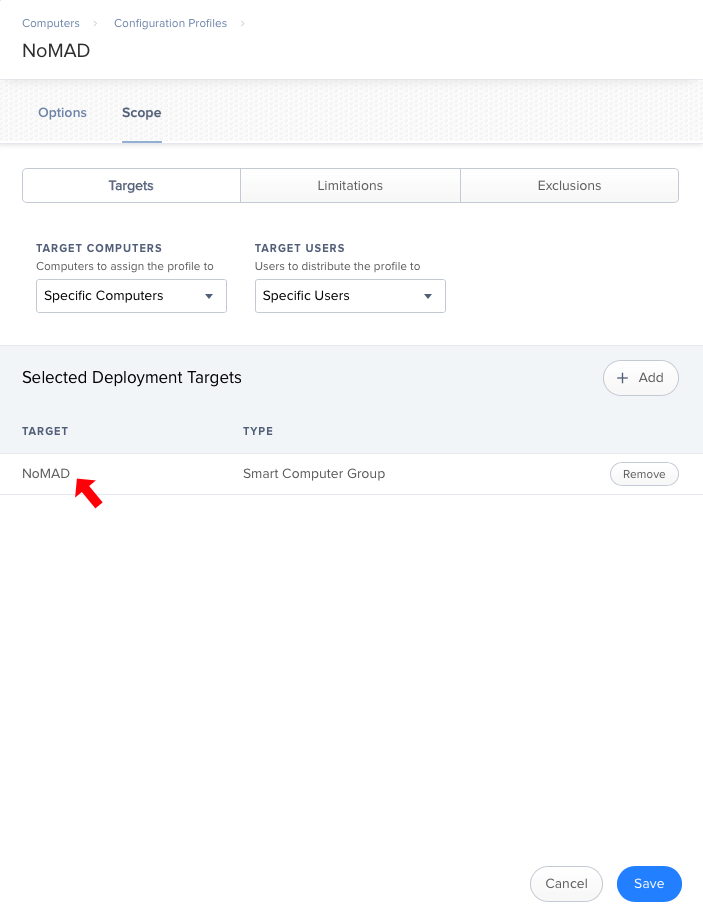 Computers > Configuration Profiles >
NoMAD
Options Scope
Targets Limitations Exclusions
TARGET COMPUTERS TARGET USERS
Computers to assign the profile to Users to distribute the profile to
Specific Computers Specific Users
Selected Deployment Targets + Add
TARGET TYPE
NoMAD Smart Computer Group Remove
Cancel Save